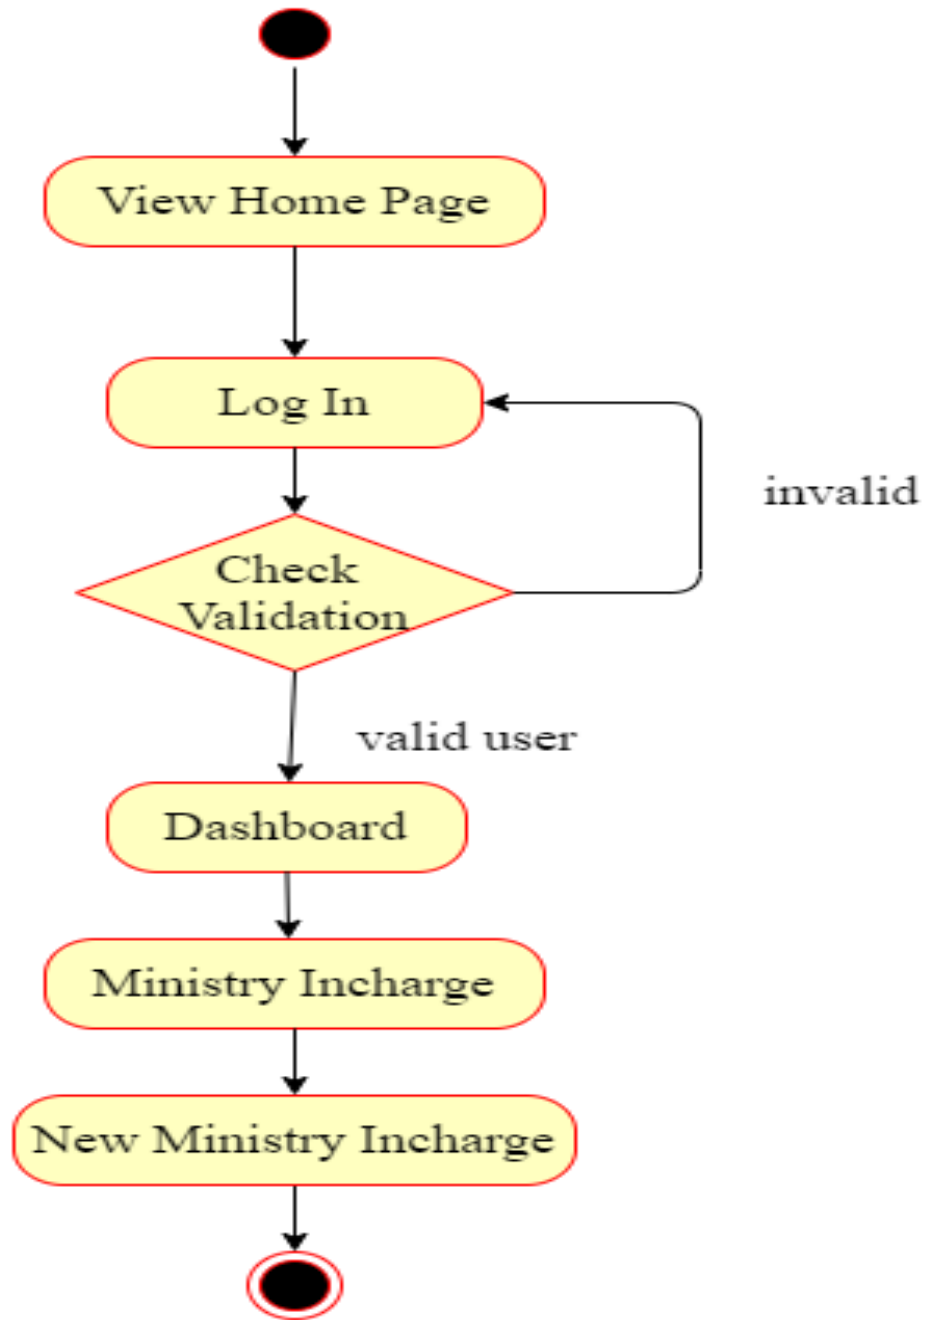 View Home Page
Log In
invalid
Check
Validation
valid user
Dashboard
Ministry Incharge
New Ministry Incharge